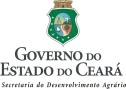 GOVERNO DO
ESTADO DO CEARÁ
Secretaria do Desenvolvimento Agrário